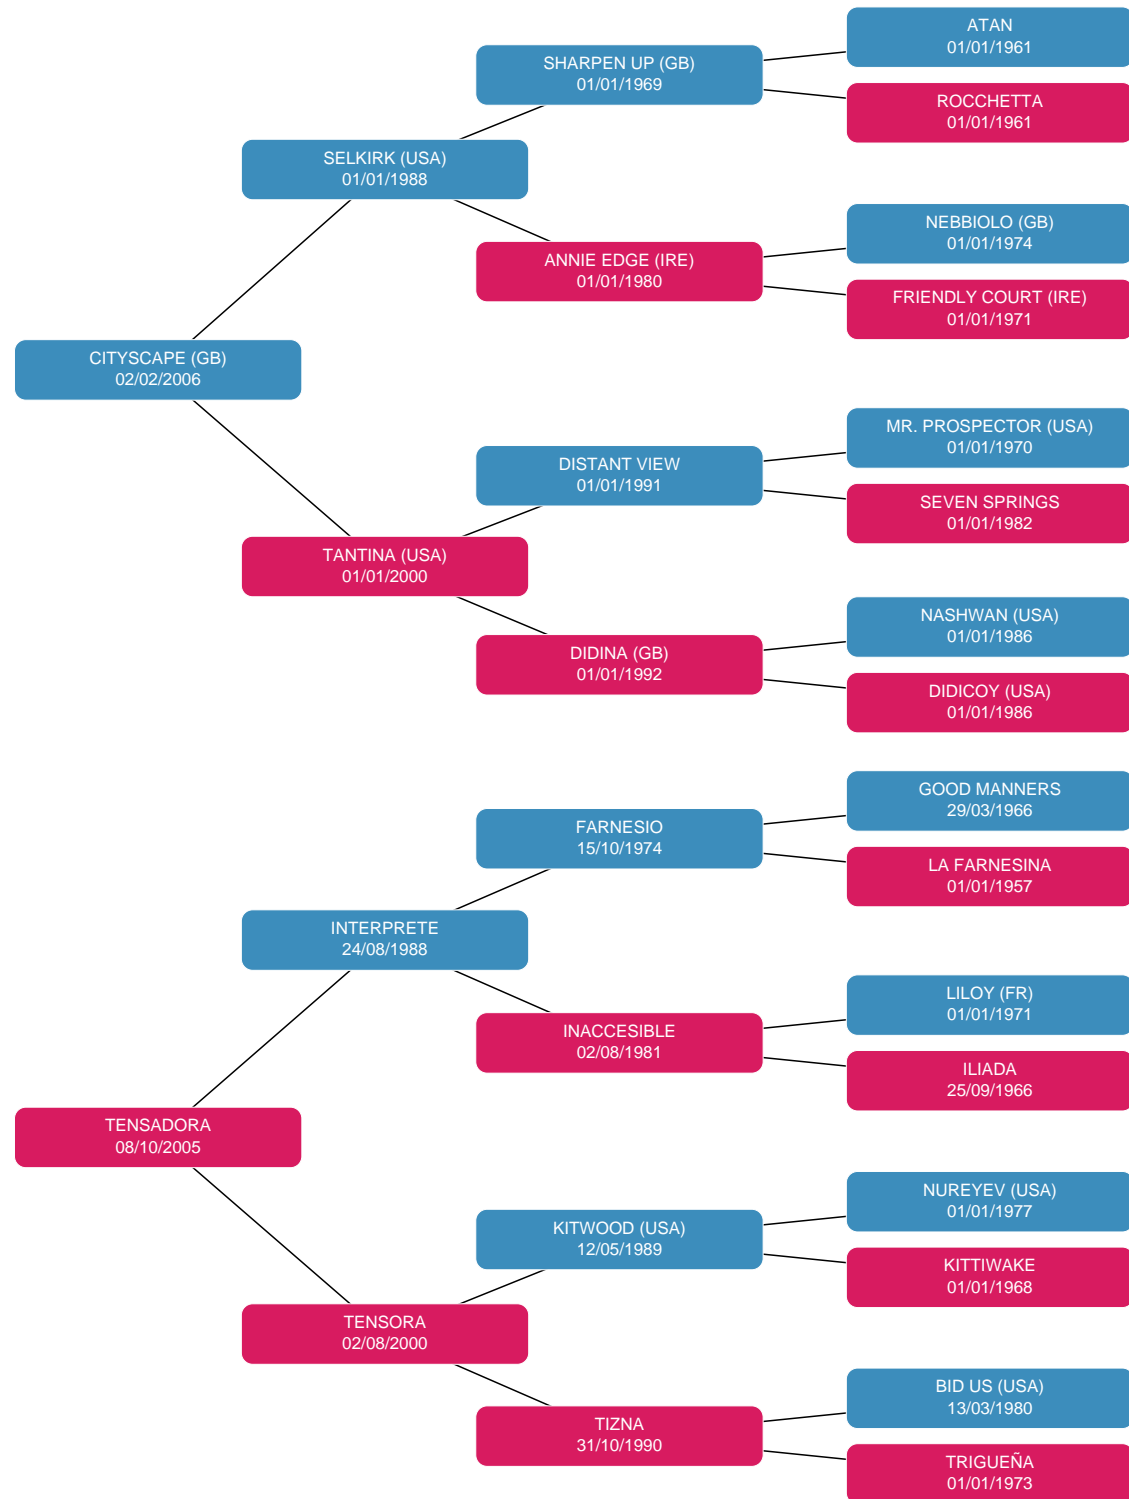 ATAN
01/01/1961
SHARPEN UP (GB)
01/01/1969
ROCCHETTA
01/01/1961
SELKIRK (USA)
01/01/1988
NEBBIOLO (GB)
01/01/1974
ANNIE EDGE (IRE)
01/01/1980
FRIENDLY COURT (IRE)
01/01/1971
CITYSCAPE (GB)
02/02/2006
MR. PROSPECTOR (USA)
01/01/1970
DISTANT VIEW
01/01/1991
SEVEN SPRINGS
01/01/1982
TANTINA (USA)
01/01/2000
NASHWAN (USA)
01/01/1986
DIDINA (GB)
01/01/1992
DIDICOY (USA)
01/01/1986
GOOD MANNERS
29/03/1966
FARNESIO
15/10/1974
LA FARNESINA
01/01/1957
INTERPRETE
24/08/1988
LILOY (FR)
01/01/1971
INACCESIBLE
02/08/1981
ILIADA
25/09/1966
TENSADORA
08/10/2005
NUREYEV (USA)
01/01/1977
KITWOOD (USA)
12/05/1989
KITTIWAKE
01/01/1968
TENSORA
02/08/2000
BID US (USA)
13/03/1980
TIZNA
31/10/1990
TRIGUEÑA
01/01/1973